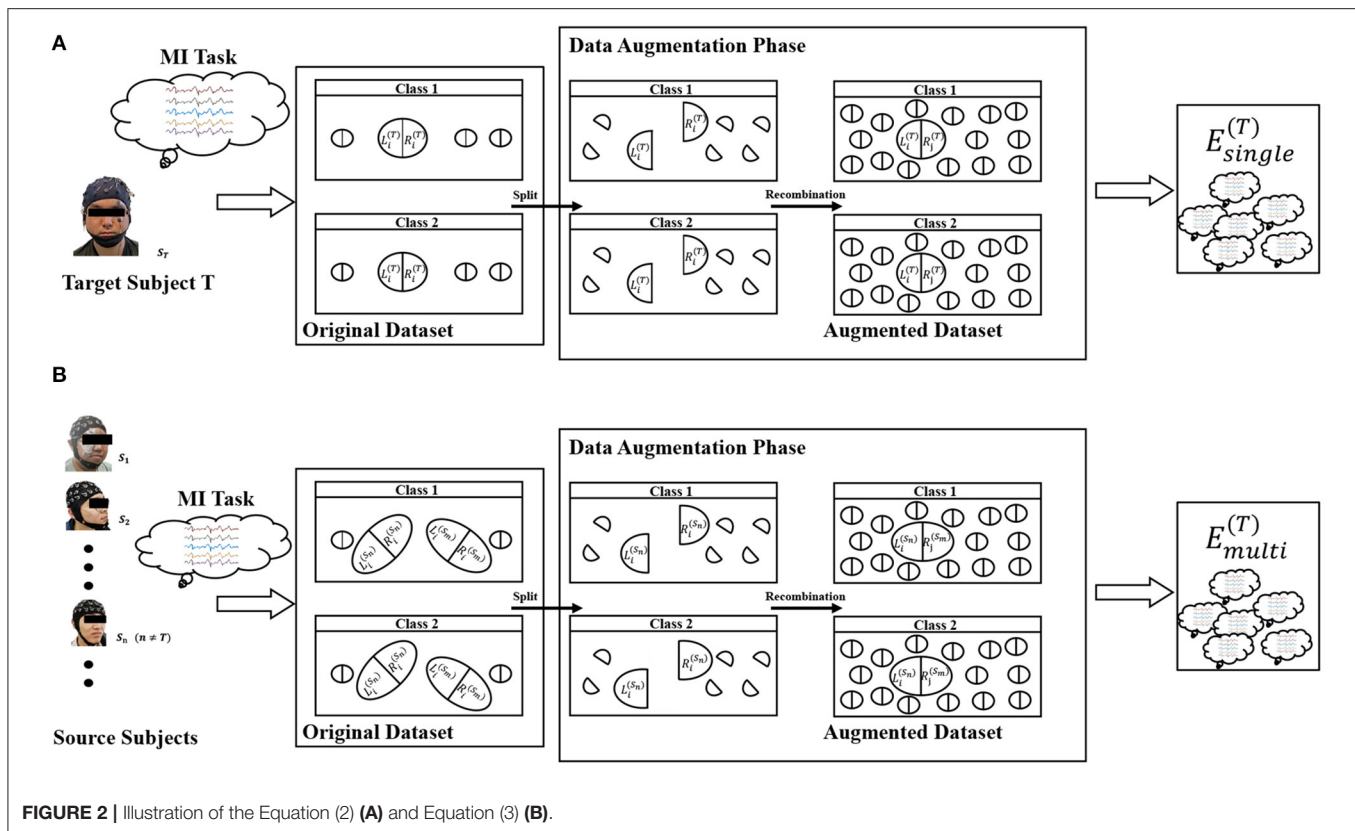 A
MI Task
S_T
Target Subject T
Class 1
L_i^(T) R_i^(T)
Class 2
L_i^(T) R_i^(T)
Original Dataset
Split
Data Augmentation Phase
Class 1
L_i^(T) R_i^(T)
Class 2
L_i^(T) R_i^(T)
Recombination
Class 1
L_i^(T) R_j^(T)
Class 2
L_i^(T) R_j^(T)
Augmented Dataset
E_single^(T)
B
S_1
S_2
S_n (n ≠ T)
Source Subjects
MI Task
Class 1
L_i^(S_n) R_i^(S_n) L_i^(S_m) R_i^(S_m)
Class 2
L_i^(S_n) R_i^(S_n) L_i^(S_m) R_i^(S_m)
Original Dataset
Split
Data Augmentation Phase
Class 1
L_i^(S_n) R_i^(S_n)
Class 2
L_i^(S_n) R_i^(S_n)
Recombination
Class 1
L_i^(S_n) R_j^(S_m)
Class 2
L_i^(S_n) R_j^(S_m)
Augmented Dataset
E_multi^(T)
FIGURE 2 | Illustration of the Equation (2) (A) and Equation (3) (B).